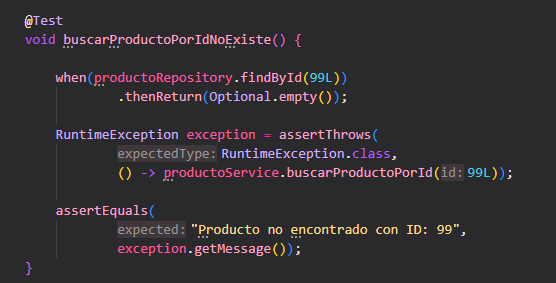 @Test
void buscarProductoPorIdNoExiste() {
when(productoRepository.findById(99L))
.thenReturn(Optional.empty());
RuntimeException exception = assertThrows(
expectedType: RuntimeException.class,
() -> productoService.buscarProductoPorId(id: 99L));
assertEquals(
expected: "Producto no encontrado con ID: 99",
exception.getMessage());
}